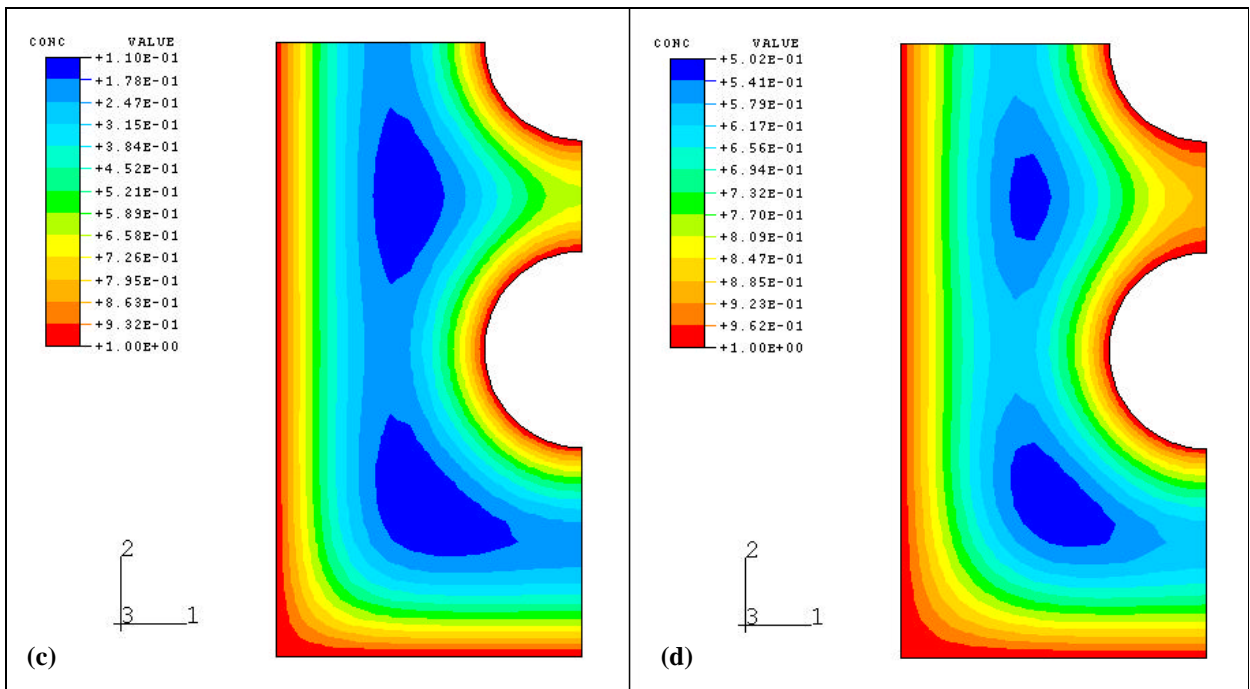 CONC VALUE
+1.10E-01
+1.78E-01
+2.47E-01
+3.15E-01
+3.84E-01
+4.52E-01
+5.21E-01
+5.89E-01
+6.58E-01
+7.26E-01
+7.95E-01
+8.63E-01
+9.32E-01
+1.00E+00
2
3 1
(c)
CONC VALUE
+5.02E-01
+5.41E-01
+5.79E-01
+6.17E-01
+6.56E-01
+6.94E-01
+7.32E-01
+7.70E-01
+8.09E-01
+8.47E-01
+8.85E-01
+9.23E-01
+9.62E-01
+1.00E+00
2
3 1
(d)